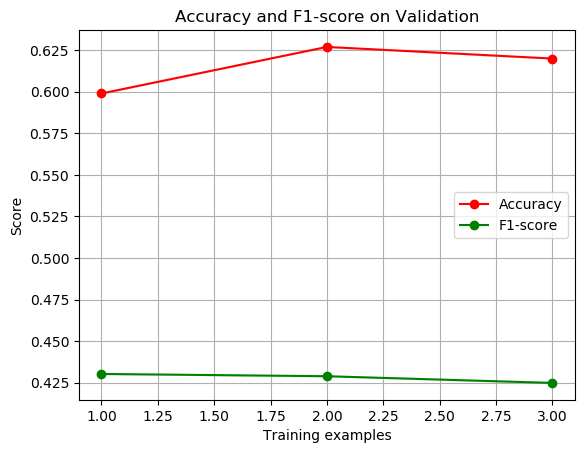 Accuracy and F1-score on Validation
0.625
0.600
0.575
0.550
0.525
0.500
0.475
0.450
0.425
Score
Accuracy
F1-score
1.00 1.25 1.50 1.75 2.00 2.25 2.50 2.75 3.00
Training examples